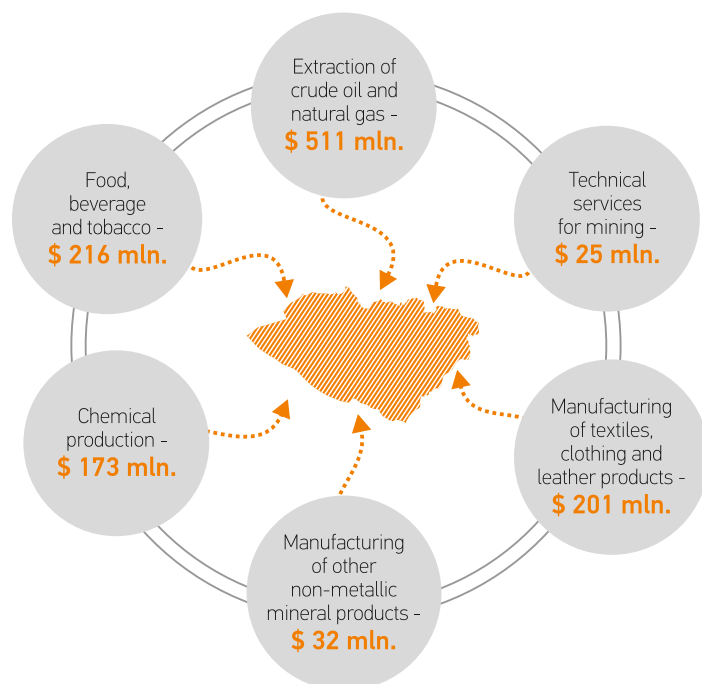 Extraction of
crude oil and
natural gas -
$ 511 mln.
Food,
beverage
and tobacco -
$ 216 mln.
Technical
services
for mining -
$ 25 mln.
Chemical
production -
$ 173 mln.
Manufacturing
of textiles,
clothing and
leather products -
$ 201 mln.
Manufacturing
of other
non-metallic
mineral products -
$ 32 mln.